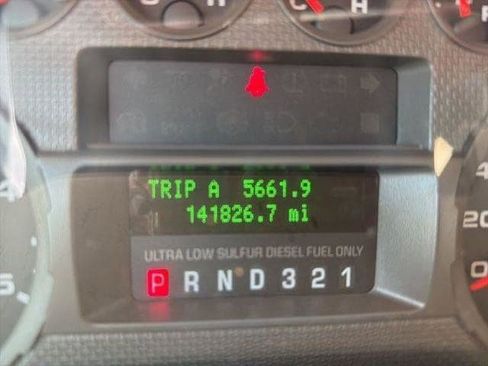 TRIP A 5661.9
141826.7 mi
ULTRA LOW SULFUR DIESEL FUEL ONLY
P R N D 3 2 1